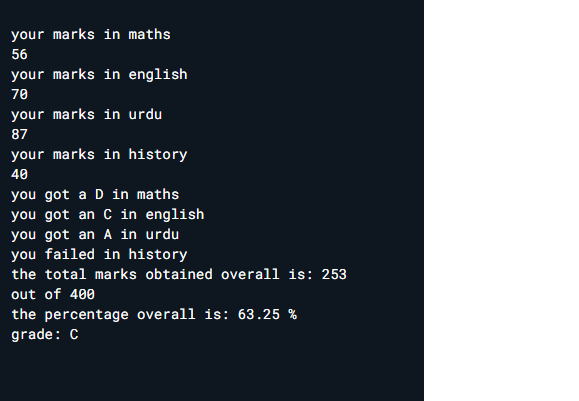 your marks in maths
56
your marks in english
70
your marks in urdu
87
your marks in history
40
you got a D in maths
you got an C in english
you got an A in urdu
you failed in history
the total marks obtained overall is: 253
out of 400
the percentage overall is: 63.25 %
grade: C